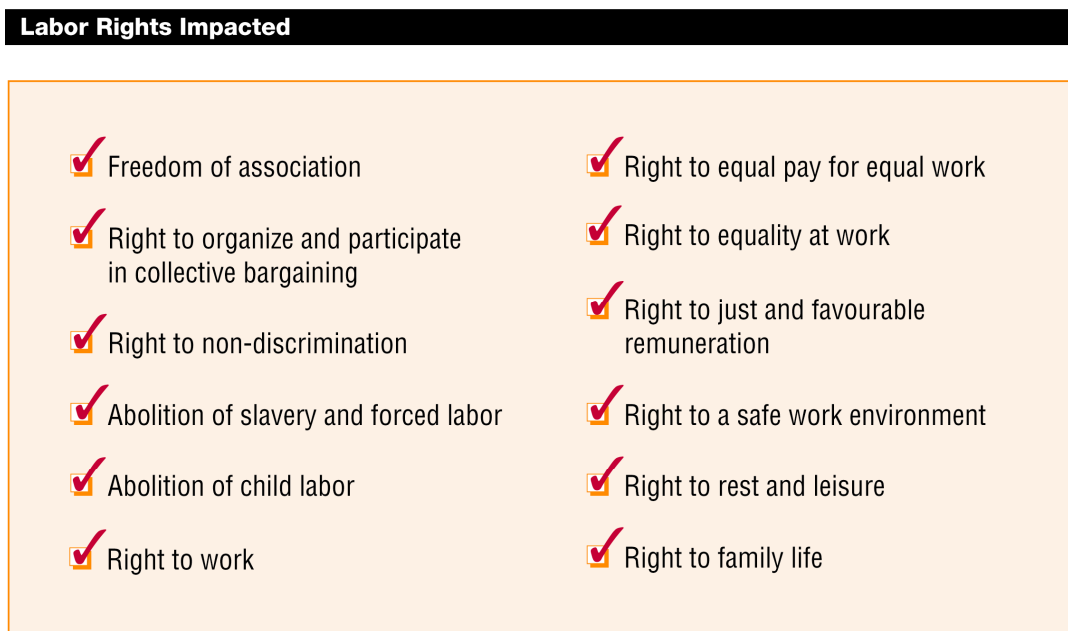 Labor Rights Impacted
Freedom of association
Right to organize and participate
in collective bargaining
Right to non-discrimination
Abolition of slavery and forced labor
Abolition of child labor
Right to work
Right to equal pay for equal work
Right to equality at work
Right to just and favourable
remuneration
Right to a safe work environment
Right to rest and leisure
Right to family life